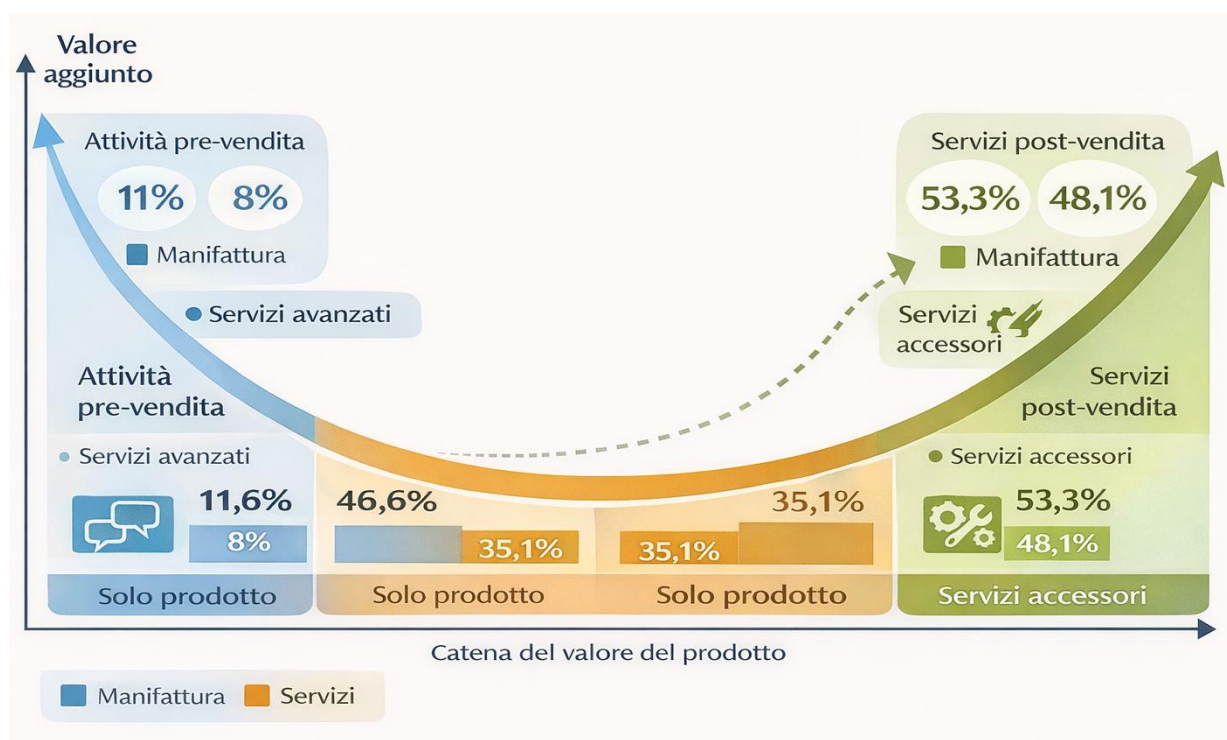 Valore
aggiunto
Attività pre-vendita
11% 8%
Manifattura
Servizi avanzati
Attività
pre-vendita
Servizi avanzati
11,6%
8%
Solo prodotto
46,6%
35,1%
Solo prodotto
35,1%
35,1%
Solo prodotto
Servizi post-vendita
53,3% 48,1%
Manifattura
Servizi
accessori
Servizi
post-vendita
Servizi accessori
53,3%
48,1%
Servizi accessori
Catena del valore del prodotto
Manifattura Servizi